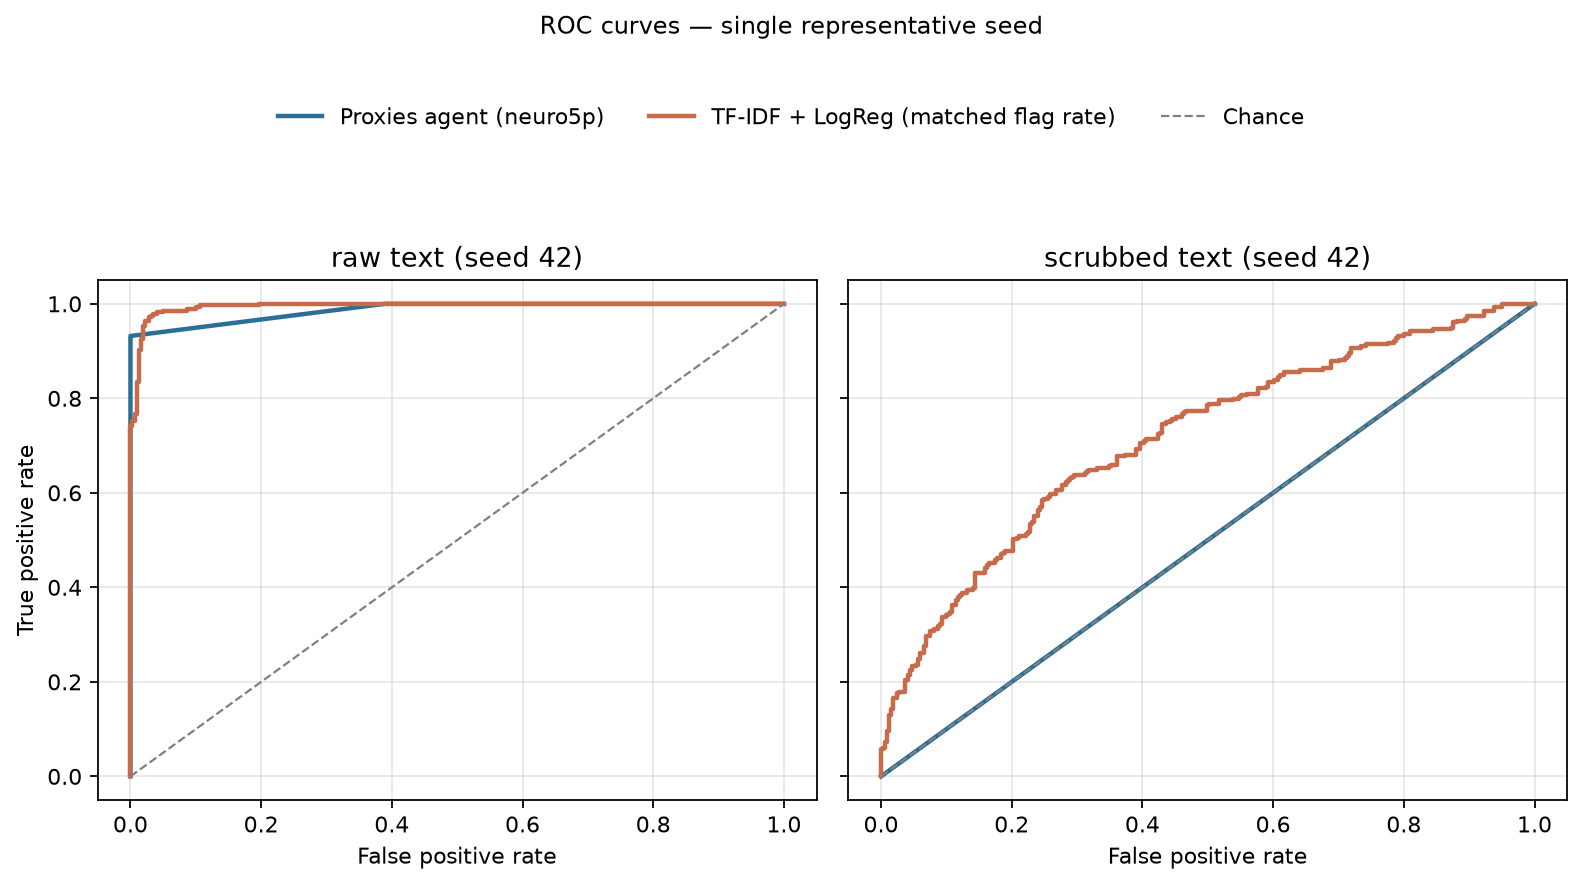 ROC curves — single representative seed
Proxies agent (neuro5p) TF-IDF + LogReg (matched flag rate) Chance
raw text (seed 42)
1.0
0.8
0.6
0.4
0.2
0.0
True positive rate
0.0 0.2 0.4 0.6 0.8 1.0
False positive rate
scrubbed text (seed 42)
0.0 0.2 0.4 0.6 0.8 1.0
False positive rate